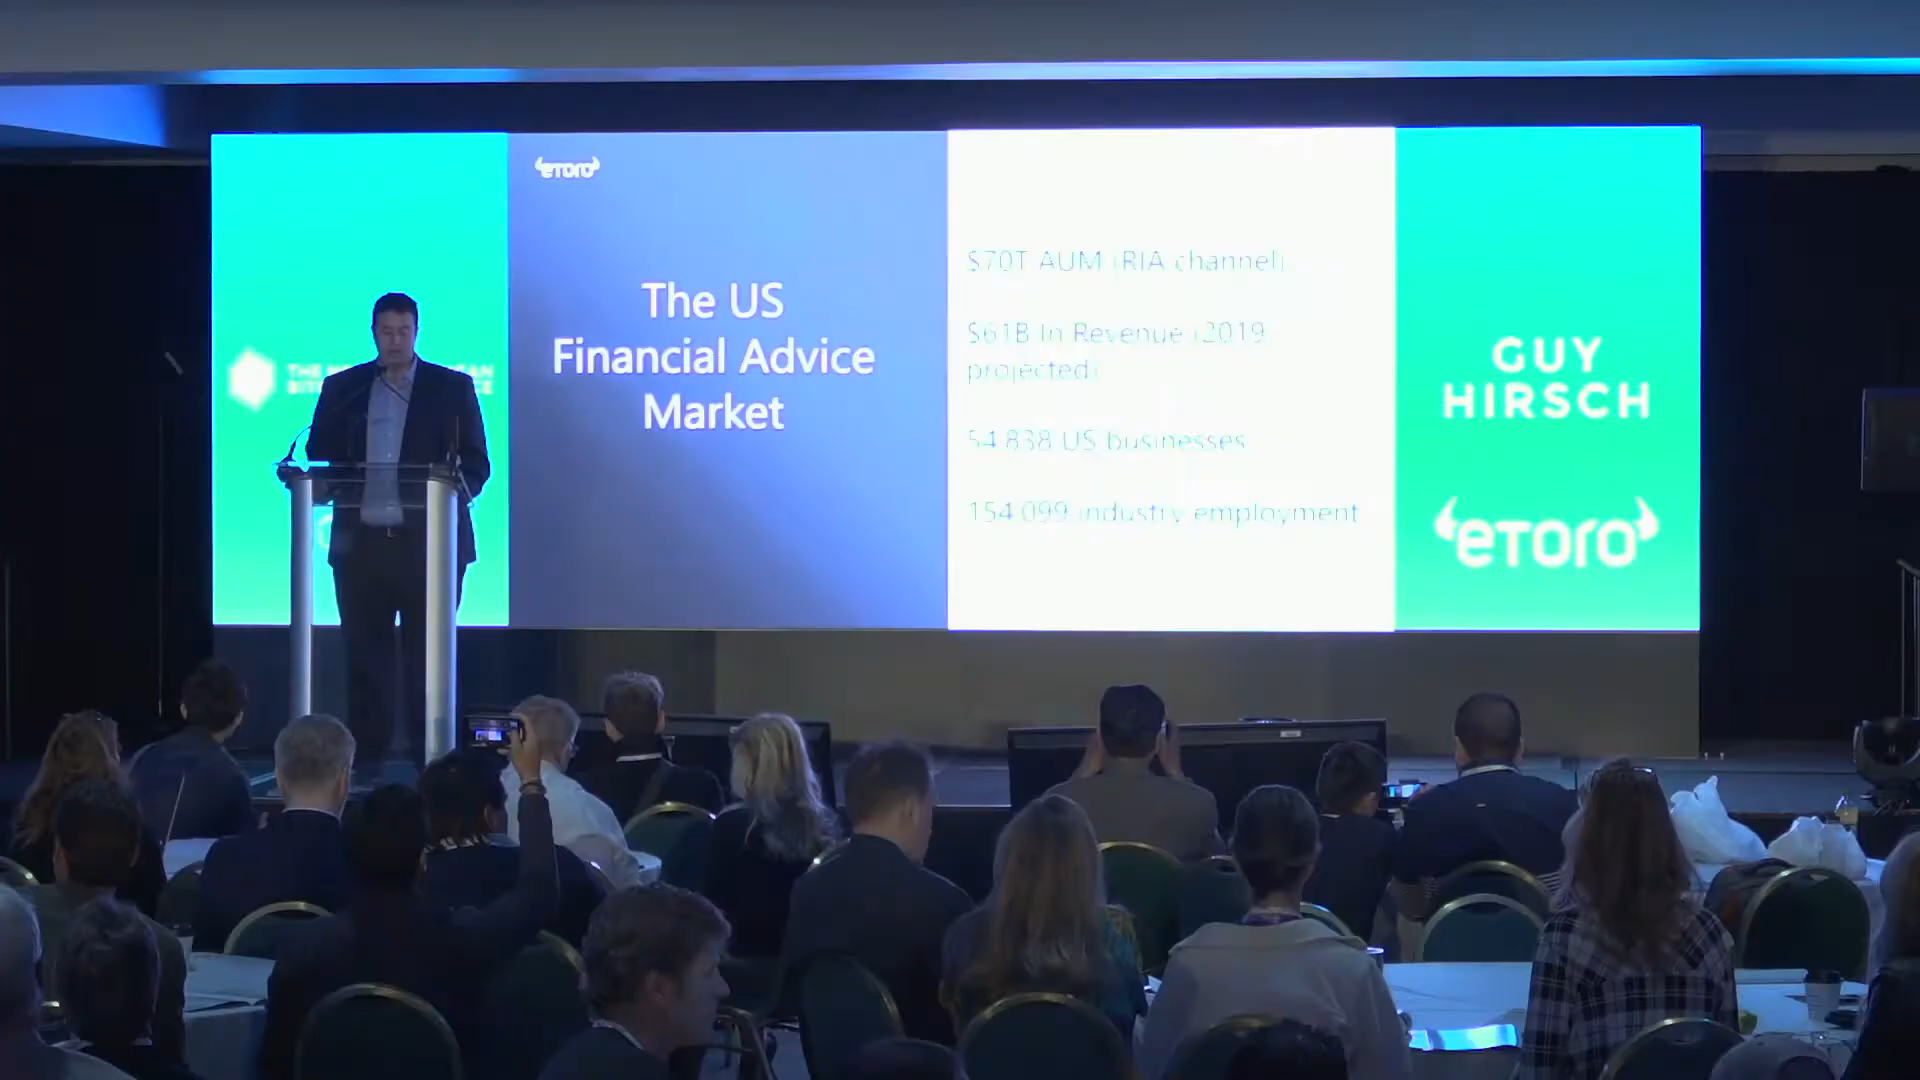 eToro
The US
Financial Advice
Market
$70T AUM (RIA channel)
$61B In Revenue (2019
projected)
54,838 US businesses
154,099 industry employment
GUY
HIRSCH
eToro
THE